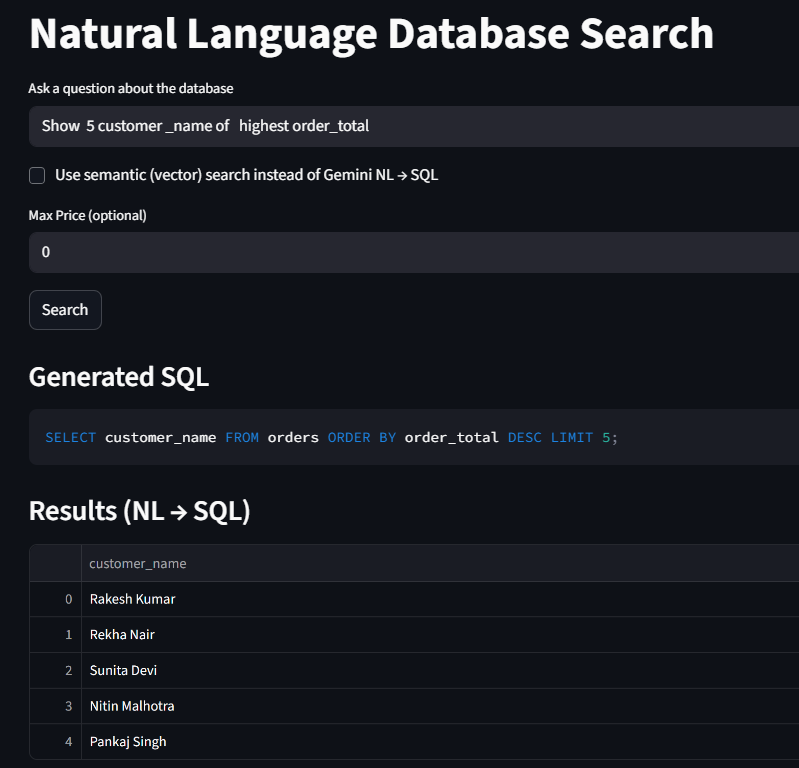 Natural Language Database Search
Ask a question about the database
Show  5 customer _name of   highest order_total
Use semantic (vector) search instead of Gemini NL → SQL
Max Price (optional)
0
Search
Generated SQL
SELECT customer_name FROM orders ORDER BY order_total DESC LIMIT 5;
Results (NL → SQL)
customer_name
0 Rakesh Kumar
1 Rekha Nair
2 Sunita Devi
3 Nitin Malhotra
4 Pankaj Singh